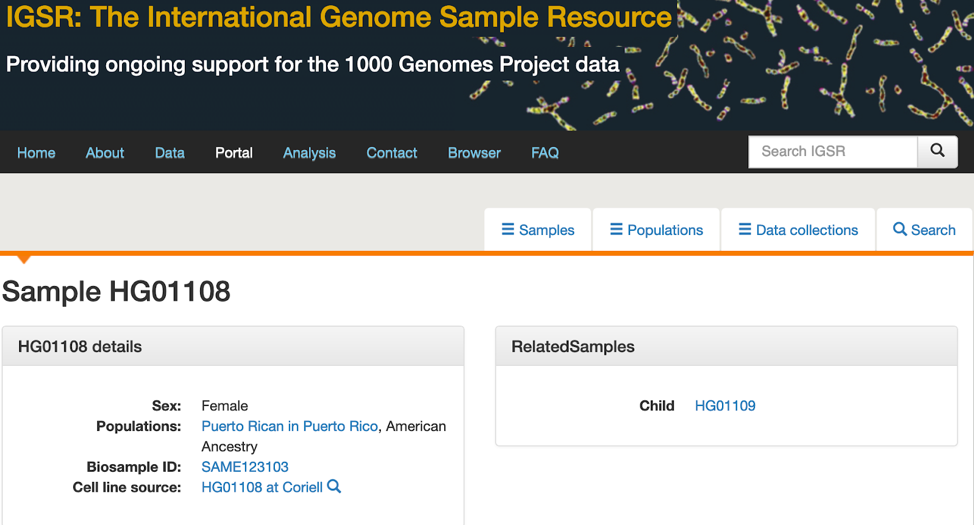 IGSR: The International Genome Sample Resource
Providing ongoing support for the 1000 Genomes Project data
Home About Data Portal Analysis Contact Browser FAQ Search IGSR
Samples Populations Data collections Search
Sample HG01108
HG01108 details
Sex: Female
Populations: Puerto Rican in Puerto Rico, American
Ancestry
Biosample ID: SAME123103
Cell line source: HG01108 at Coriell
RelatedSamples
Child HG01109